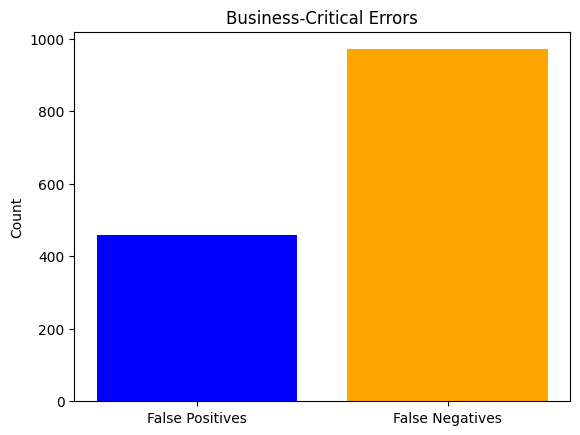 Business-Critical Errors
Count
1000
800
600
400
200
0
False Positives
False Negatives